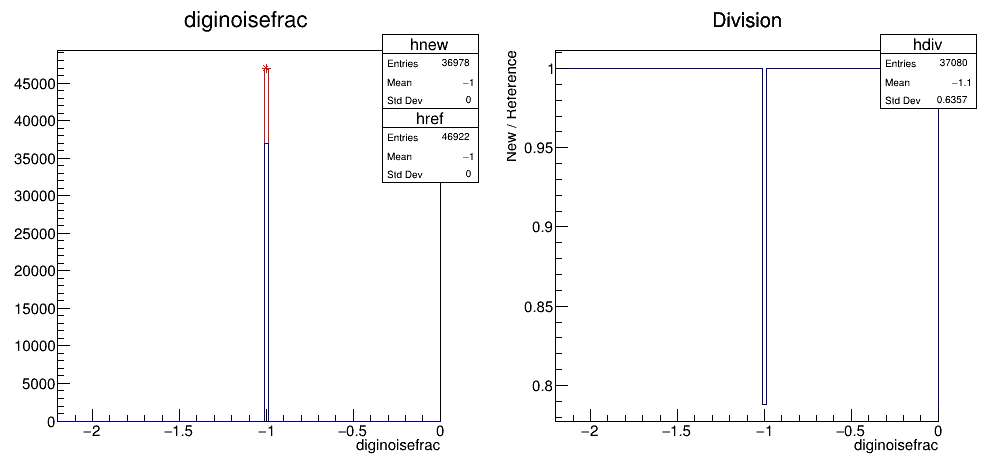 diginoisefrac
hnew
Entries 36978
Mean −1
Std Dev 0
href
Entries 46922
Mean −1
Std Dev 0
45000
40000
35000
30000
25000
20000
15000
10000
5000
0
−2 −1.5 −1 −0.5 0
diginoisefrac
Division
hdiv
Entries 37080
Mean −1.1
Std Dev 0.6357
New / Reference
1
0.95
0.9
0.85
0.8
−2 −1.5 −1 −0.5 0
diginoisefrac